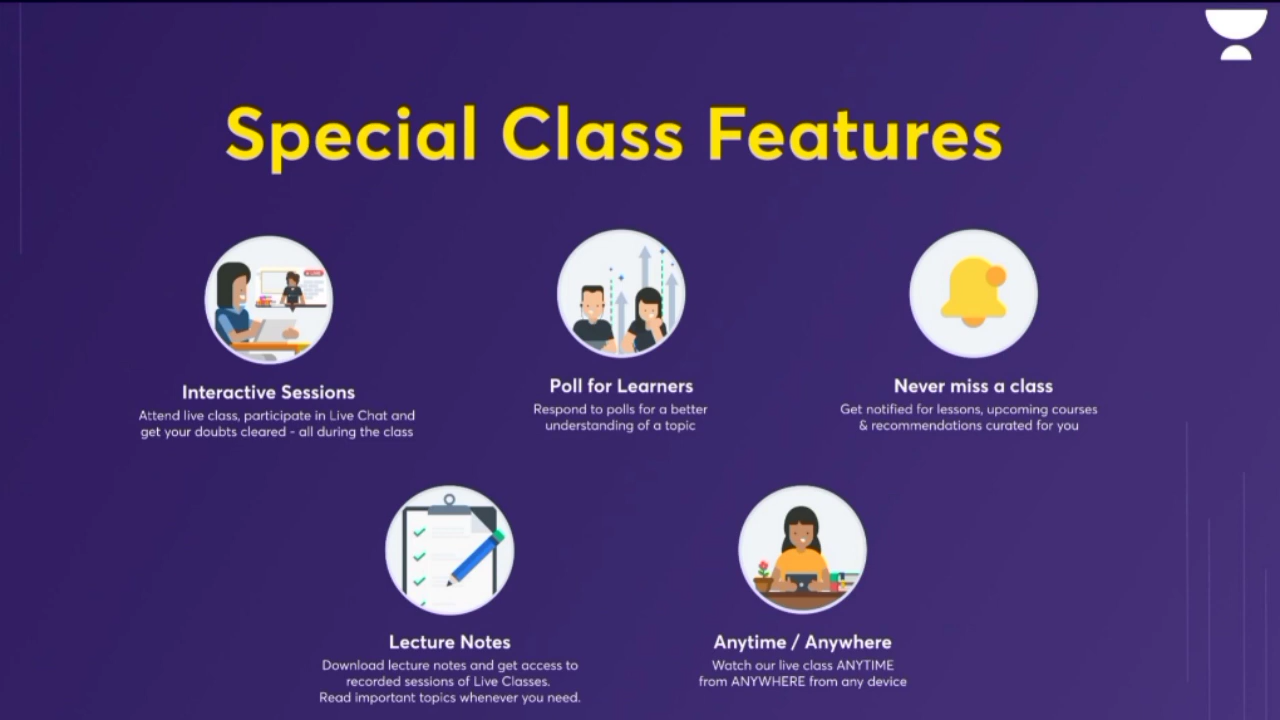 Special Class Features
Interactive Sessions
Attend live class, participate in Live Chat and
get your doubts cleared - all during the class
Poll for Learners
Respond to polls for a better
understanding of a topic
Never miss a class
Get notified for lessons, upcoming courses
& recommendations curated for you
Lecture Notes
Download lecture notes and get access to
recorded sessions of Live Classes.
Read important topics whenever you need.
Anytime / Anywhere
Watch our live class ANYTIME
from ANYWHERE from any device